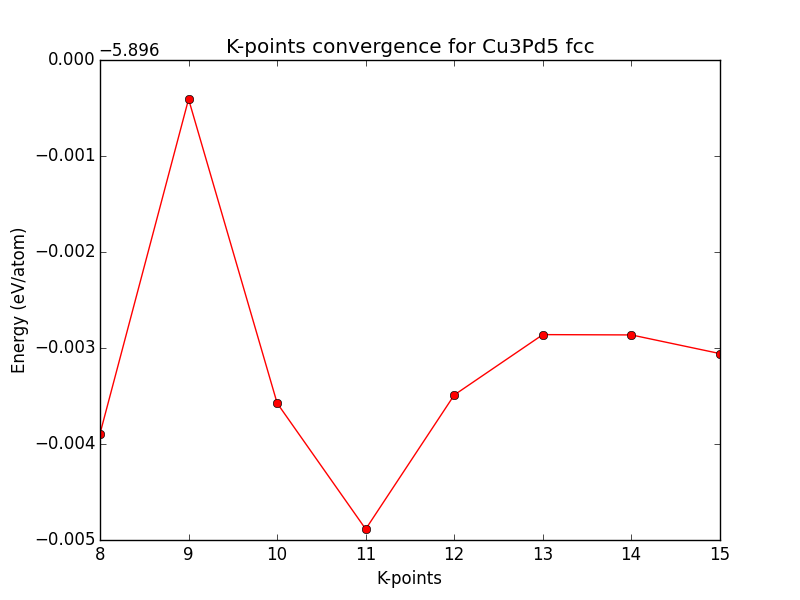 K-points convergence for Cu3Pd5 fcc
−5.896
0.000
−0.001
−0.002
−0.003
−0.004
−0.005
Energy (eV/atom)
8 9 10 11 12 13 14 15
K-points